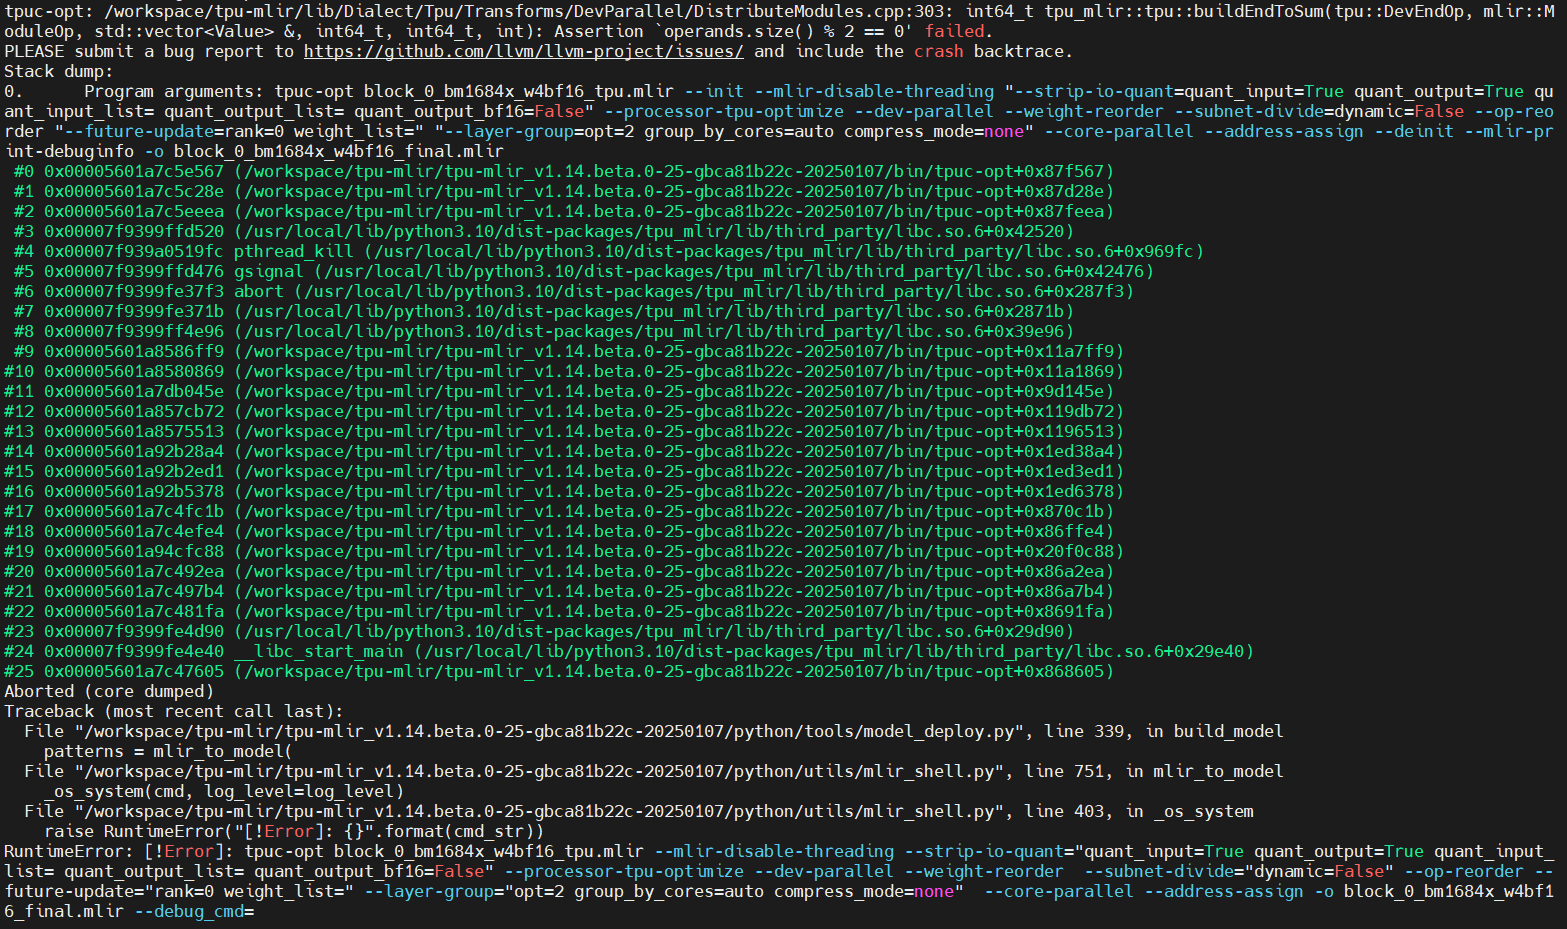 tpuc-opt: /workspace/tpu-mlir/lib/Dialect/Tpu/Transforms/DevParallel/DistributeModules.cpp:303: int64_t tpu_mlir::tpu::buildEndToSum(tpu::DevEndOp, mlir::M
oduleOp, std::vector<Value> &, int64_t, int64_t, int): Assertion `operands.size() % 2 == 0' failed.
PLEASE submit a bug report to https://github.com/llvm/llvm-project/issues/ and include the crash backtrace.
Stack dump:
0.      Program arguments: tpuc-opt block_0_bm1684x_w4bf16_tpu.mlir --init --mlir-disable-threading "--strip-io-quant=quant_input=True quant_output=True qu
ant_input_list= quant_output_list= quant_output_bf16=False" --processor-tpu-optimize --dev-parallel --weight-reorder --subnet-divide=dynamic=False --op-reo
rder "--future-update=rank=0 weight_list=" "--layer-group=opt=2 group_by_cores=auto compress_mode=none" --core-parallel --address-assign --deinit --mlir-pr
int-debuginfo -o block_0_bm1684x_w4bf16_final.mlir
 #0 0x00005601a7c5e567 (/workspace/tpu-mlir/tpu-mlir_v1.14.beta.0-25-gbca81b22c-20250107/bin/tpuc-opt+0x87f567)
 #1 0x00005601a7c5c28e (/workspace/tpu-mlir/tpu-mlir_v1.14.beta.0-25-gbca81b22c-20250107/bin/tpuc-opt+0x87d28e)
 #2 0x00005601a7c5eeea (/workspace/tpu-mlir/tpu-mlir_v1.14.beta.0-25-gbca81b22c-20250107/bin/tpuc-opt+0x87feea)
 #3 0x00007f9399ffd520 (/usr/local/lib/python3.10/dist-packages/tpu_mlir/lib/third_party/libc.so.6+0x42520)
 #4 0x00007f939a0519fc pthread_kill (/usr/local/lib/python3.10/dist-packages/tpu_mlir/lib/third_party/libc.so.6+0x969fc)
 #5 0x00007f9399ffd476 gsignal (/usr/local/lib/python3.10/dist-packages/tpu_mlir/lib/third_party/libc.so.6+0x42476)
 #6 0x00007f9399fe37f3 abort (/usr/local/lib/python3.10/dist-packages/tpu_mlir/lib/third_party/libc.so.6+0x287f3)
 #7 0x00007f9399fe371b (/usr/local/lib/python3.10/dist-packages/tpu_mlir/lib/third_party/libc.so.6+0x2871b)
 #8 0x00007f9399ff4e96 (/usr/local/lib/python3.10/dist-packages/tpu_mlir/lib/third_party/libc.so.6+0x39e96)
 #9 0x00005601a8586ff9 (/workspace/tpu-mlir/tpu-mlir_v1.14.beta.0-25-gbca81b22c-20250107/bin/tpuc-opt+0x11a7ff9)
#10 0x00005601a8580869 (/workspace/tpu-mlir/tpu-mlir_v1.14.beta.0-25-gbca81b22c-20250107/bin/tpuc-opt+0x11a1869)
#11 0x00005601a7db045e (/workspace/tpu-mlir/tpu-mlir_v1.14.beta.0-25-gbca81b22c-20250107/bin/tpuc-opt+0x9d145e)
#12 0x00005601a857cb72 (/workspace/tpu-mlir/tpu-mlir_v1.14.beta.0-25-gbca81b22c-20250107/bin/tpuc-opt+0x119db72)
#13 0x00005601a8575513 (/workspace/tpu-mlir/tpu-mlir_v1.14.beta.0-25-gbca81b22c-20250107/bin/tpuc-opt+0x1196513)
#14 0x00005601a92b28a4 (/workspace/tpu-mlir/tpu-mlir_v1.14.beta.0-25-gbca81b22c-20250107/bin/tpuc-opt+0x1ed38a4)
#15 0x00005601a92b2ed1 (/workspace/tpu-mlir/tpu-mlir_v1.14.beta.0-25-gbca81b22c-20250107/bin/tpuc-opt+0x1ed3ed1)
#16 0x00005601a92b5378 (/workspace/tpu-mlir/tpu-mlir_v1.14.beta.0-25-gbca81b22c-20250107/bin/tpuc-opt+0x1ed6378)
#17 0x00005601a7c4fc1b (/workspace/tpu-mlir/tpu-mlir_v1.14.beta.0-25-gbca81b22c-20250107/bin/tpuc-opt+0x870c1b)
#18 0x00005601a7c4efe4 (/workspace/tpu-mlir/tpu-mlir_v1.14.beta.0-25-gbca81b22c-20250107/bin/tpuc-opt+0x86ffe4)
#19 0x00005601a94cfc88 (/workspace/tpu-mlir/tpu-mlir_v1.14.beta.0-25-gbca81b22c-20250107/bin/tpuc-opt+0x20f0c88)
#20 0x00005601a7c492ea (/workspace/tpu-mlir/tpu-mlir_v1.14.beta.0-25-gbca81b22c-20250107/bin/tpuc-opt+0x86a2ea)
#21 0x00005601a7c497b4 (/workspace/tpu-mlir/tpu-mlir_v1.14.beta.0-25-gbca81b22c-20250107/bin/tpuc-opt+0x86a7b4)
#22 0x00005601a7c481fa (/workspace/tpu-mlir/tpu-mlir_v1.14.beta.0-25-gbca81b22c-20250107/bin/tpuc-opt+0x8691fa)
#23 0x00007f9399fe4d90 (/usr/local/lib/python3.10/dist-packages/tpu_mlir/lib/third_party/libc.so.6+0x29d90)
#24 0x00007f9399fe4e40 __libc_start_main (/usr/local/lib/python3.10/dist-packages/tpu_mlir/lib/third_party/libc.so.6+0x29e40)
#25 0x00005601a7c47605 (/workspace/tpu-mlir/tpu-mlir_v1.14.beta.0-25-gbca81b22c-20250107/bin/tpuc-opt+0x868605)
Aborted (core dumped)
Traceback (most recent call last):
  File "/workspace/tpu-mlir/tpu-mlir_v1.14.beta.0-25-gbca81b22c-20250107/python/tools/model_deploy.py", line 339, in build_model
    patterns = mlir_to_model(
  File "/workspace/tpu-mlir/tpu-mlir_v1.14.beta.0-25-gbca81b22c-20250107/python/utils/mlir_shell.py", line 751, in mlir_to_model
    _os_system(cmd, log_level=log_level)
  File "/workspace/tpu-mlir/tpu-mlir_v1.14.beta.0-25-gbca81b22c-20250107/python/utils/mlir_shell.py", line 403, in _os_system
    raise RuntimeError("[!Error]: {}".format(cmd_str))
RuntimeError: [!Error]: tpuc-opt block_0_bm1684x_w4bf16_tpu.mlir --mlir-disable-threading --strip-io-quant="quant_input=True quant_output=True quant_input_
list= quant_output_list= quant_output_bf16=False" --processor-tpu-optimize --dev-parallel --weight-reorder  --subnet-divide="dynamic=False" --op-reorder --
future-update="rank=0 weight_list=" --layer-group="opt=2 group_by_cores=auto compress_mode=none"  --core-parallel --address-assign -o block_0_bm1684x_w4bf1
6_final.mlir --debug_cmd=